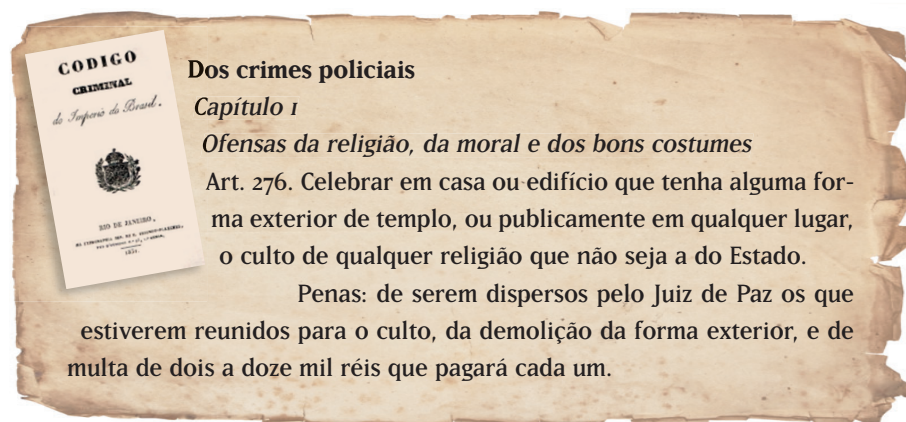 CODIGO
CRIMINAL
do Imperio do Brasil.
RIO DE JANEIRO,
Dos crimes policiais
Capítulo I
Ofensas da religião, da moral e dos bons costumes
Art. 276. Celebrar em casa ou edifício que tenha alguma for-
ma exterior de templo, ou publicamente em qualquer lugar,
o culto de qualquer religião que não seja a do Estado.
Penas: de serem dispersos pelo Juiz de Paz os que
estiverem reunidos para o culto, da demolição da forma exterior, e de
multa de dois a doze mil réis que pagará cada um.